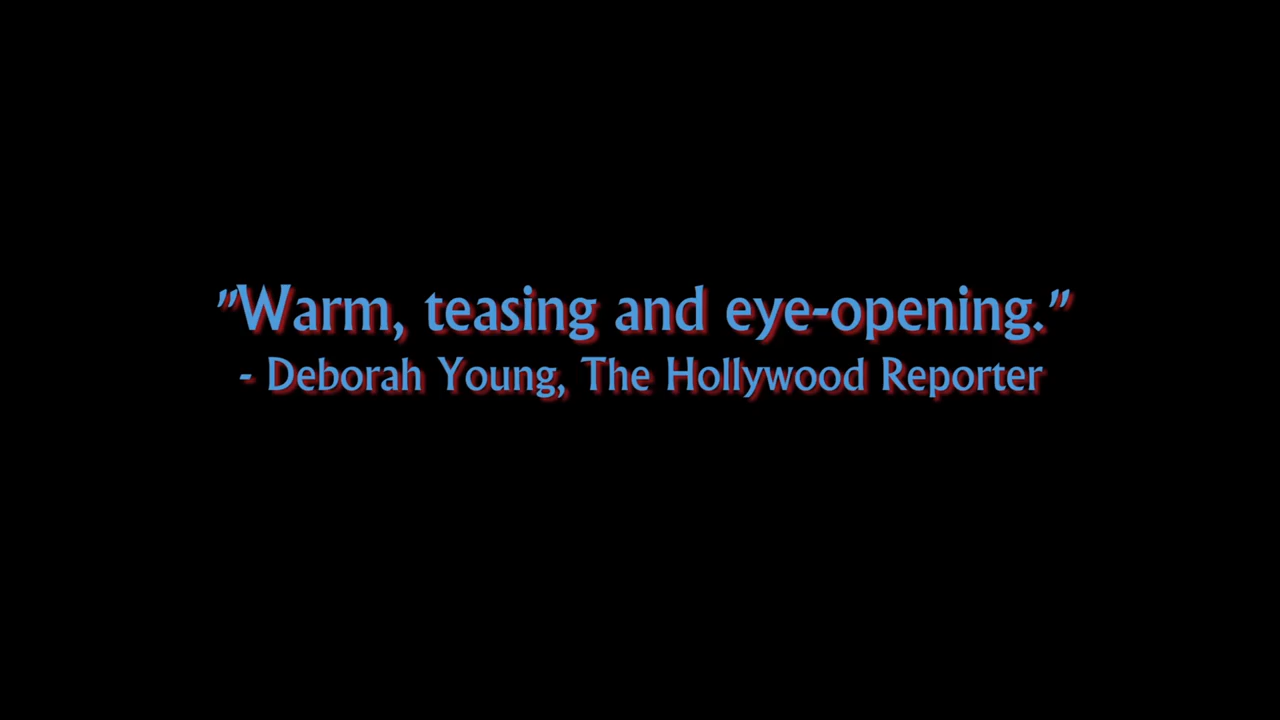 "Warm, teasing and eye-opening."
- Deborah Young, The Hollywood Reporter